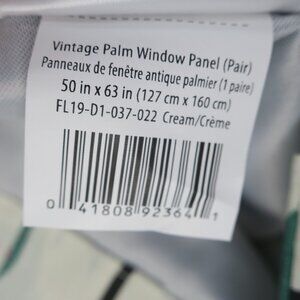 Vintage Palm Window Panel (Pair)
Panneaux de fenêtre antique palmier (1 paire)
50 in x 63 in (127 cm x 160 cm)
FL19-D1-037-022 Cream/Crème
0 41808 92364 1